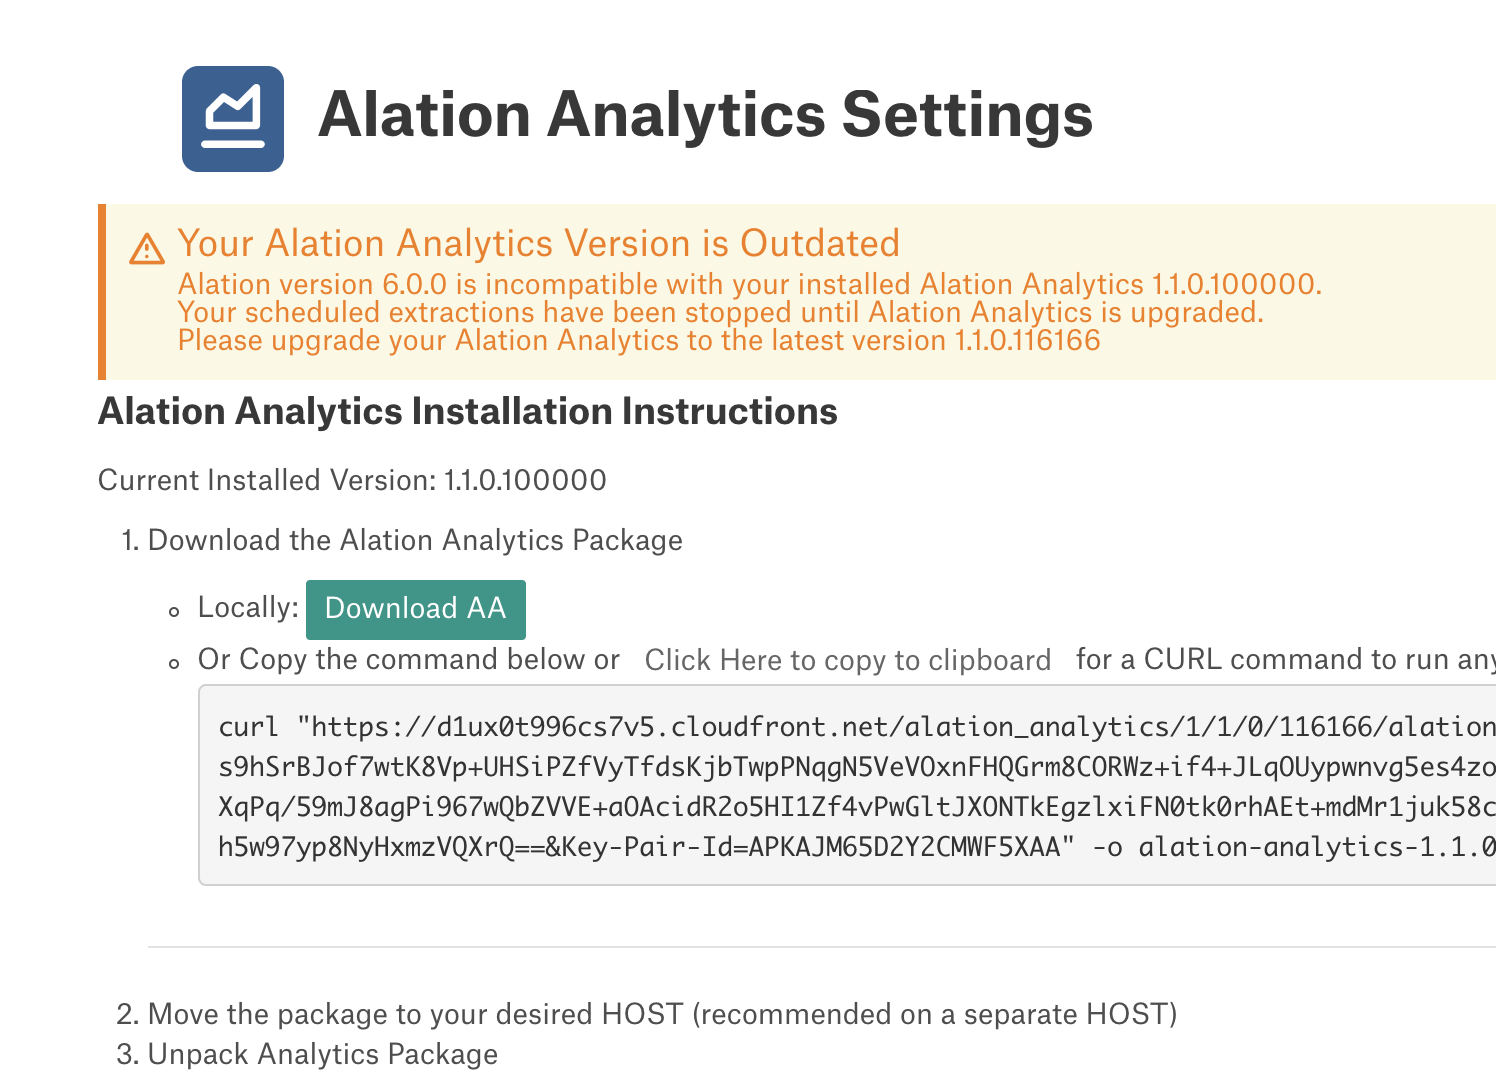 Alation Analytics Settings
Your Alation Analytics Version is Outdated
Alation version 6.0.0 is incompatible with your installed Alation Analytics 1.1.0.100000.
Your scheduled extractions have been stopped until Alation Analytics is upgraded.
Please upgrade your Alation Analytics to the latest version 1.1.0.116166
Alation Analytics Installation Instructions
Current Installed Version: 1.1.0.100000
1. Download the Alation Analytics Package
Locally: Download AA
Or Copy the command below or Click Here to copy to clipboard for a CURL command to run any
curl "https://d1ux0t996cs7v5.cloudfront.net/alation_analytics/1/1/0/116166/alation
s9hSrBJof7wtK8Vp+UHSiPZfVyTfdsKjbTwpPNqgN5VeVOxnFHQGrm8CORWz+if4+JLqOUypwnvg5es4zo
XqPq/59mJ8agPi967wQbZVVE+aOAcidR2o5HI1Zf4vPwGltJXONTkEgzlxiFN0tk0rhAEt+mdMr1juk58c
h5w97yp8NyHxmzVQXrQ==&Key-Pair-Id=APKAJM65D2Y2CMWF5XAA" -o alation-analytics-1.1.0
2. Move the package to your desired HOST (recommended on a separate HOST)
3. Unpack Analytics Package